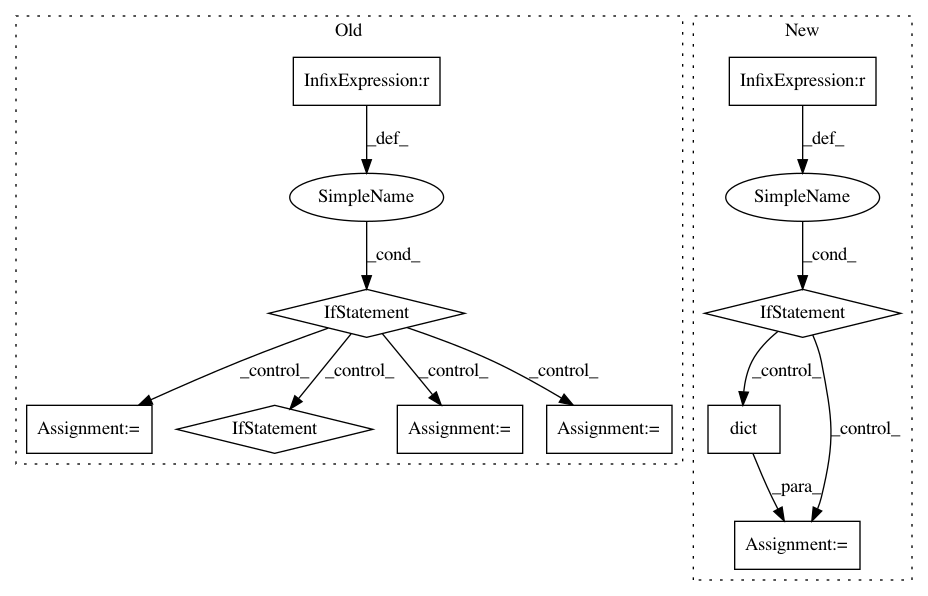 Old
New
InfixExpression:r
InfixExpression:r
_def_
_def_
SimpleName
SimpleName
_cond_
_cond_
IfStatement
IfStatement
_control_
_control_
_control_
_control_
_control_
_control_
Assignment:=
IfStatement
Assignment:=
Assignment:=
dict
_para_
Assignment:=